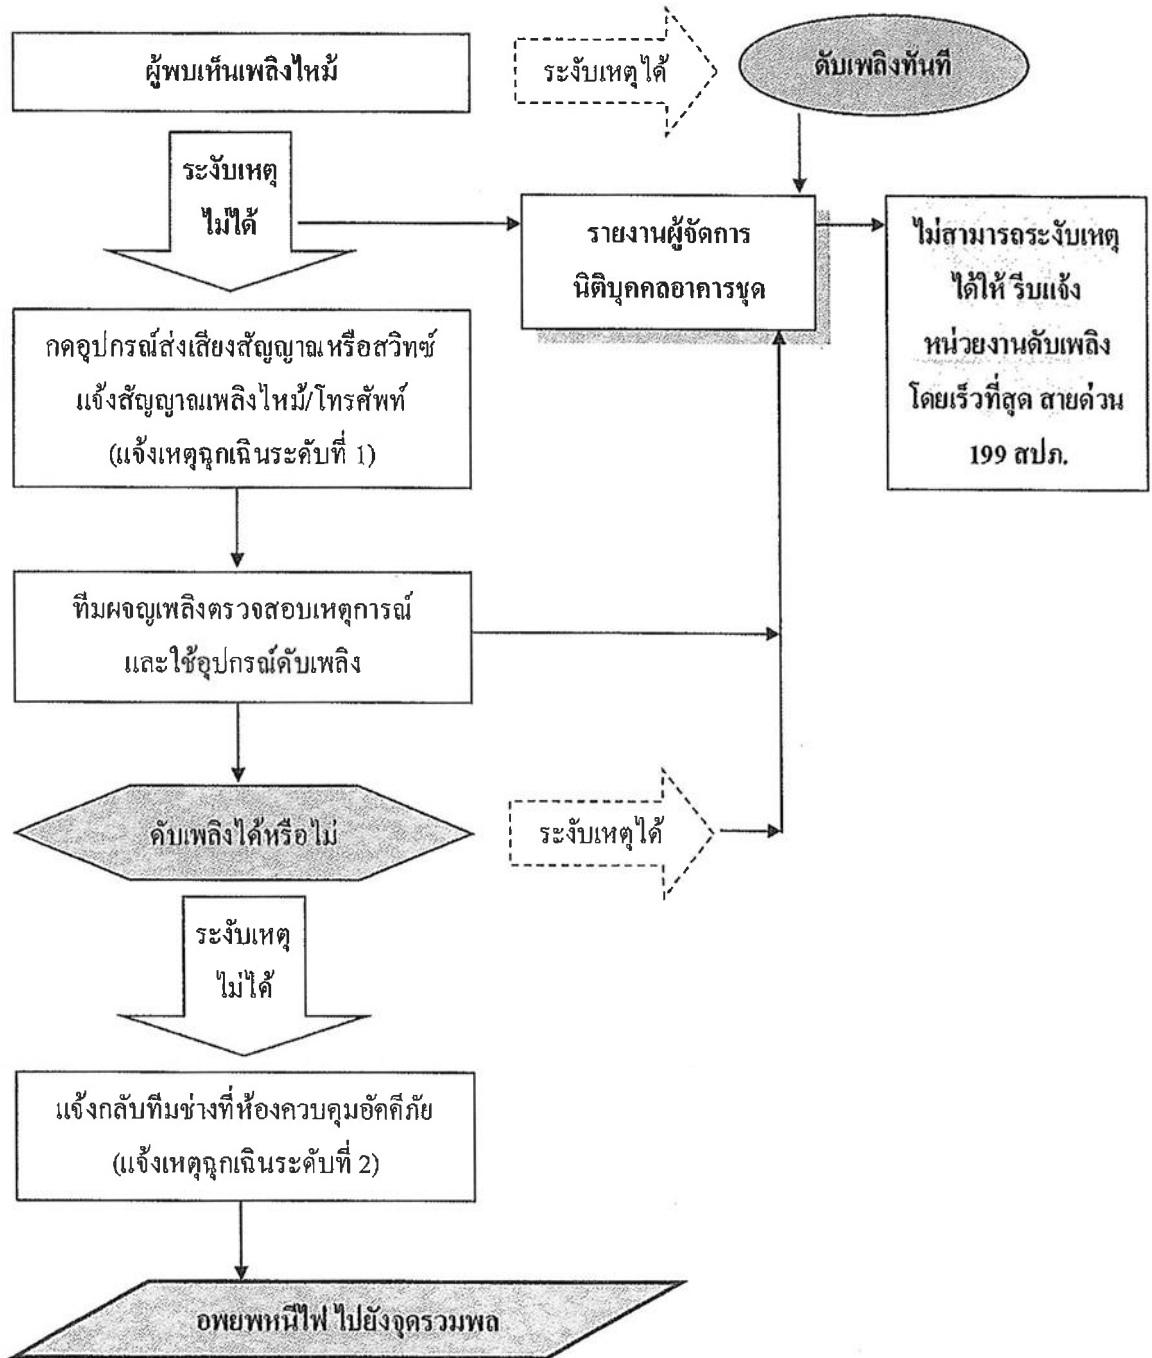 ผู้พบเห็นเพลิงไหม้
ระงับเหตุได้
ดับเพลิงทันที
ระงับเหตุ
ไม่ได้
รายงานผู้จัดการ
นิติบุคคลอาคารชุด
ไม่สามารถระงับเหตุ
ได้ให้ รีบแจ้ง
หน่วยงานดับเพลิง
โดยเร็วที่สุด สายด่วน
199 สปภ.
กดอุปกรณ์ส่งเสียงสัญญาณหรือสวิทซ์
แจ้งสัญญาณเพลิงไหม้/โทรศัพท์
(แจ้งเหตุฉุกเฉินระดับที่ 1)
ทีมผจญเพลิงตรวจสอบเหตุการณ์
และใช้อุปกรณ์ดับเพลิง
ดับเพลิงได้หรือไม่
ระงับเหตุได้
ระงับเหตุ
ไม่ได้
แจ้งกลับทีมช่างที่ห้องควบคุมอัคคีภัย
(แจ้งเหตุฉุกเฉินระดับที่ 2)
อพยพหนีไฟ ไปยังจุดรวมพล